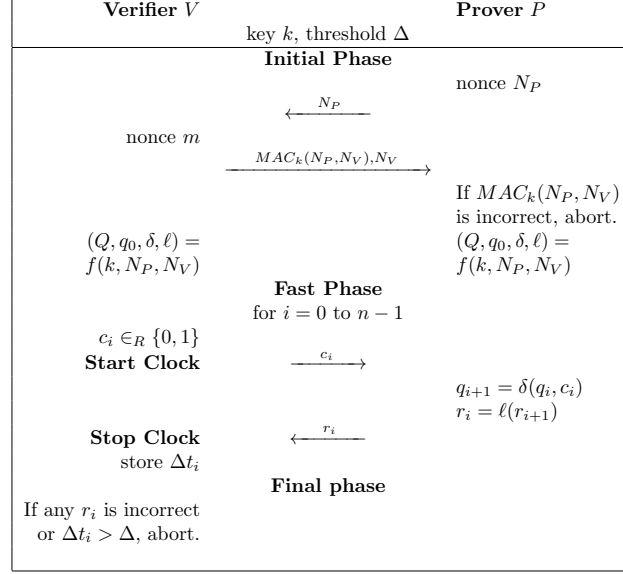 Verifier V Prover P
key k, threshold Δ
Initial Phase
nonce N_P
N_P
nonce m
MAC_k(N_P,N_V),N_V
If MAC_k(N_P, N_V)
is incorrect, abort.
(Q, q_0, δ, ℓ) = (Q, q_0, δ, ℓ) =
f(k, N_P, N_V) f(k, N_P, N_V)
Fast Phase
for i = 0 to n − 1
c_i ∈_R {0, 1}
Start Clock c_i
q_{i+1} = δ(q_i, c_i)
r_i = ℓ(r_{i+1})
Stop Clock r_i
store Δt_i
Final phase
If any r_i is incorrect
or Δt_i > Δ, abort.